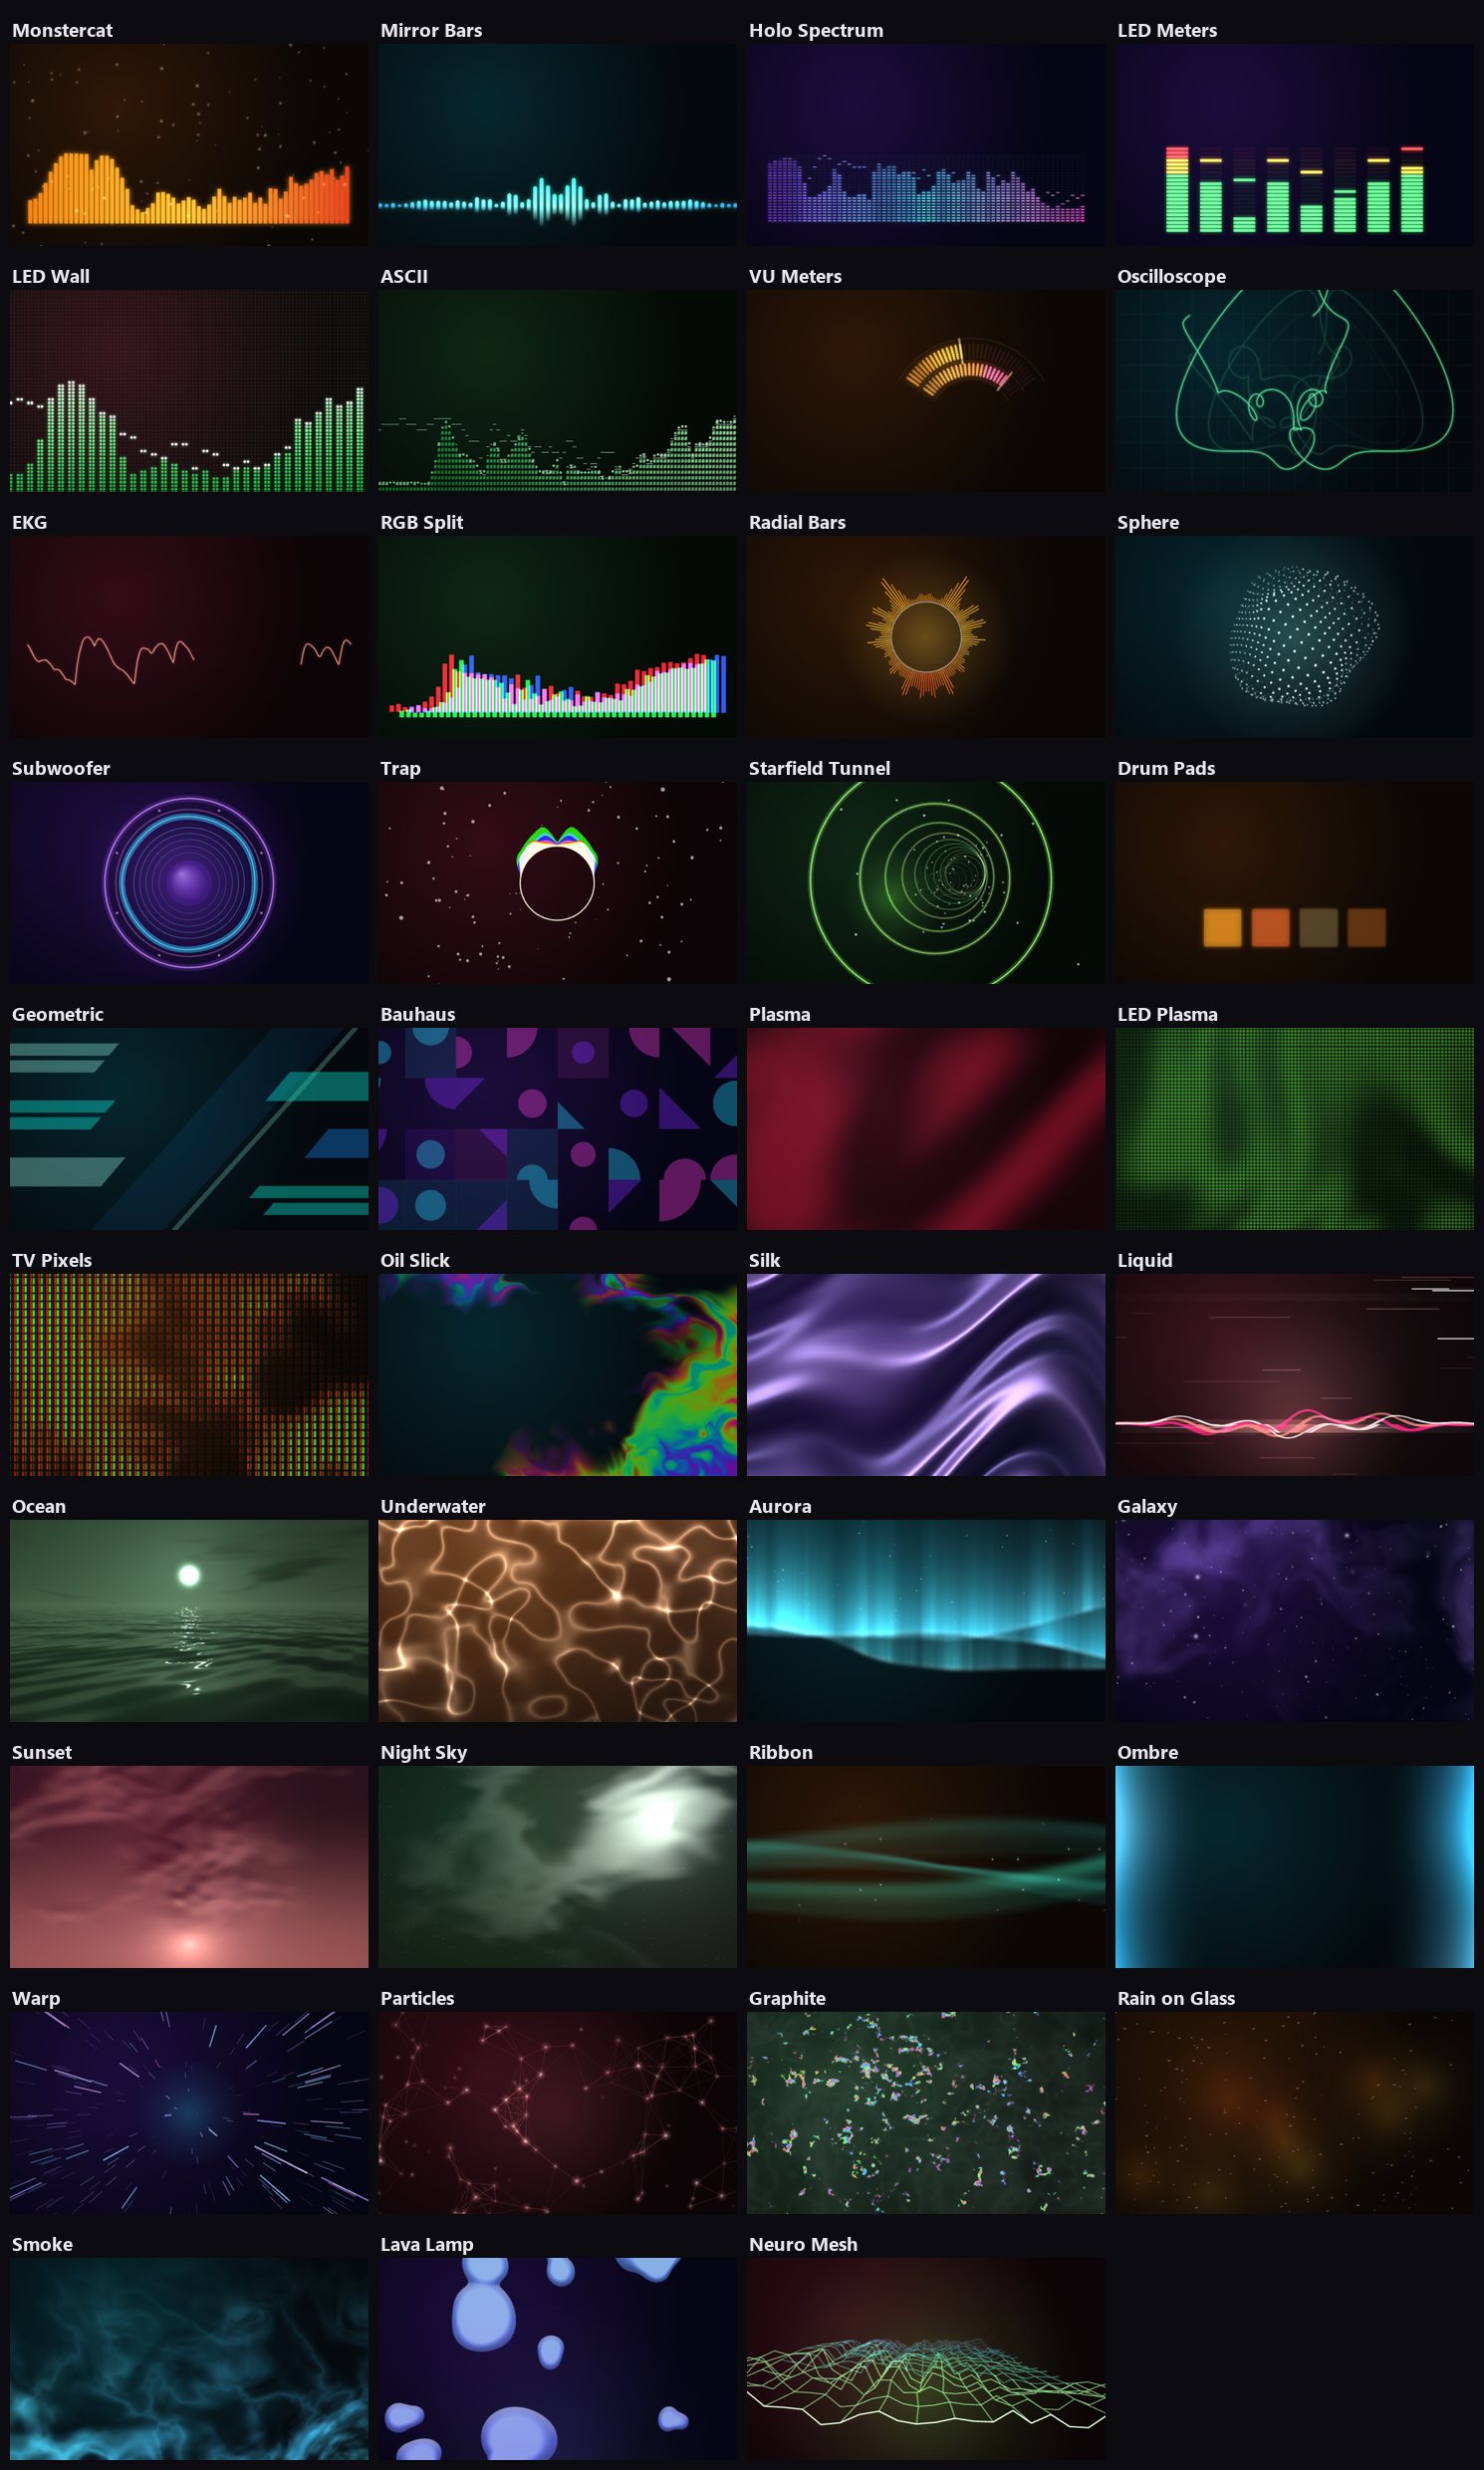 Monstercat
Mirror Bars
Holo Spectrum
LED Meters
LED Wall
ASCII
VU Meters
Oscilloscope
EKG
RGB Split
Radial Bars
Sphere
Subwoofer
Trap
Starfield Tunnel
Drum Pads
Geometric
Bauhaus
Plasma
LED Plasma
TV Pixels
Oil Slick
Silk
Liquid
Ocean
Underwater
Aurora
Galaxy
Sunset
Night Sky
Ribbon
Ombre
Warp
Particles
Graphite
Rain on Glass
Smoke
Lava Lamp
Neuro Mesh